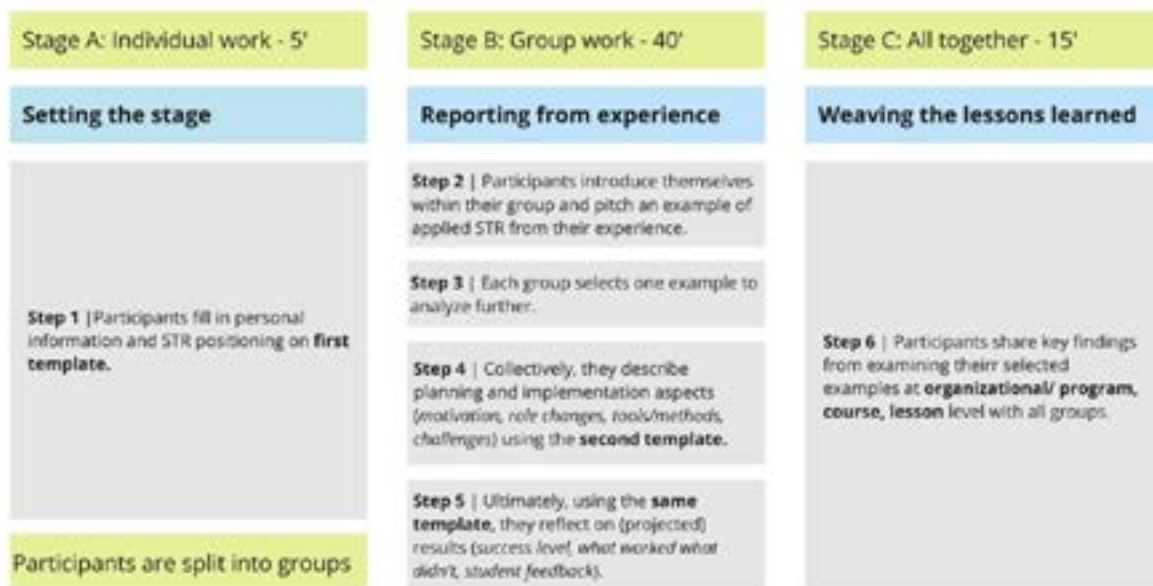 Stage A: Individual work - 5'
Setting the stage
Step 1 |Participants fill in personal
information and STR positioning on first
template.
Participants are split into groups
Stage B: Group work - 40'
Reporting from experience
Step 2 | Participants introduce themselves
within their group and pitch an example of
applied STR from their experience.
Step 3 | Each group selects one example to
analyze further.
Step 4 | Collectively, they describe
planning and implementation aspects
(motivation, role changes, tools/methods,
challenges) using the second template.
Step 5 | Ultimately, using the same
template, they reflect on (projected)
results (success level, what worked what
didn't, student feedback).
Stage C: All together - 15'
Weaving the lessons learned
Step 6 | Participants share key findings
from examining theirr selected
examples at organizational/ program,
course, lesson level with all groups.